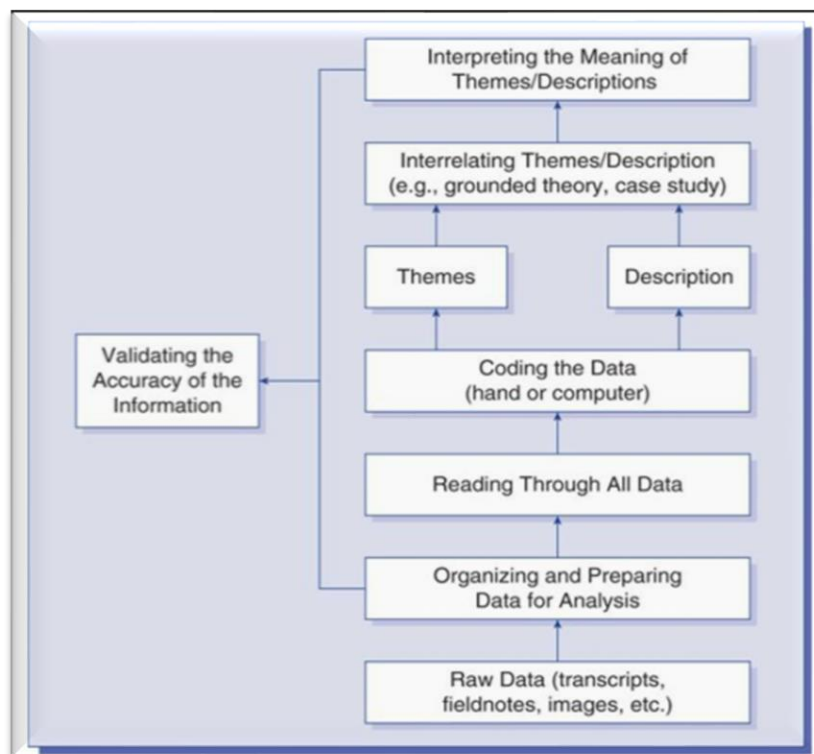 Interpreting the Meaning of
Themes/Descriptions
Interrelating Themes/Description
(e.g., grounded theory, case study)
Themes
Description
Validating the
Accuracy of the
Information
Coding the Data
(hand or computer)
Reading Through All Data
Organizing and Preparing
Data for Analysis
Raw Data (transcripts,
fieldnotes, images, etc.)